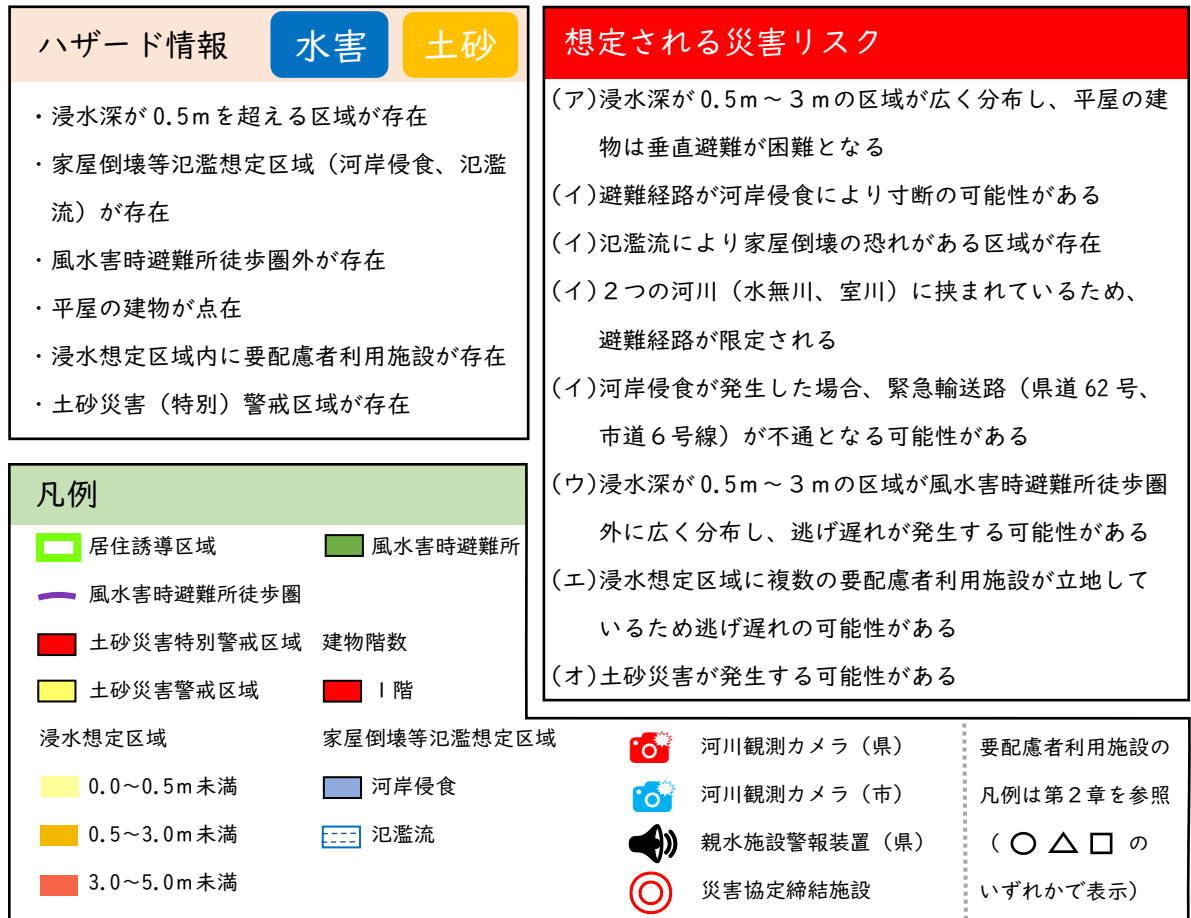 ハザード情報
水害
土砂
・浸水深が0.5mを超える区域が存在
・家屋倒壊等氾濫想定区域（河岸侵食、氾濫
流）が存在
・風水害時避難所徒歩圏外が存在
・平屋の建物が点在
・浸水想定区域内に要配慮者利用施設が存在
・土砂災害（特別）警戒区域が存在
想定される災害リスク
(ア)浸水深が0.5m～3mの区域が広く分布し、平屋の建
物は垂直避難が困難となる
(イ)避難経路が河岸侵食により寸断の可能性がある
(イ)氾濫流により家屋倒壊の恐れがある区域が存在
(イ)２つの河川（水無川、室川）に挟まれているため、
避難経路が限定される
(イ)河岸侵食が発生した場合、緊急輸送路（県道62号、
市道６号線）が不通となる可能性がある
(ウ)浸水深が0.5m～3mの区域が風水害時避難所徒歩圏
外に広く分布し、逃げ遅れが発生する可能性がある
(エ)浸水想定区域に複数の要配慮者利用施設が立地して
いるため逃げ遅れの可能性がある
(オ)土砂災害が発生する可能性がある
凡例
居住誘導区域
風水害時避難所
風水害時避難所徒歩圏
土砂災害特別警戒区域
建物階数
土砂災害警戒区域
１階
浸水想定区域
家屋倒壊等氾濫想定区域
0.0~0.5m未満
河岸侵食
0.5~3.0m未満
氾濫流
3.0~5.0m未満
河川観測カメラ（県）
河川観測カメラ（市）
親水施設警報装置（県）
災害協定締結施設
要配慮者利用施設の
凡例は第２章を参照
（ ○ △ □ の
いずれかで表示）